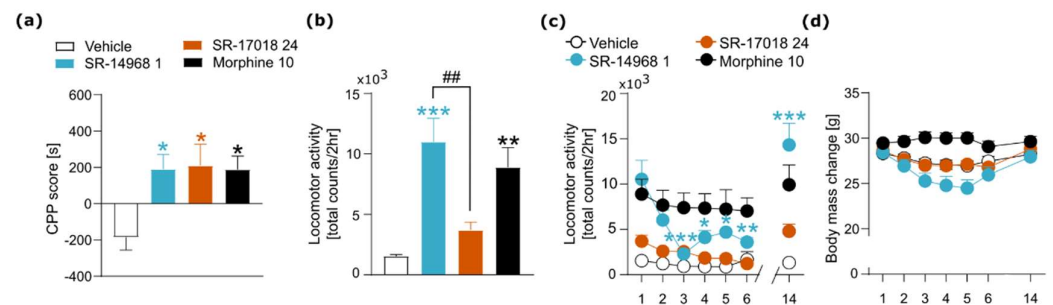 (a)
Vehicle
SR-17018 24
SR-14968 1
Morphine 10
CPP score [s]
600
400
200
0
-200
-400
*
*
*
(b)
Locomotor activity
[total counts/2hr]
x10³
15
10
5
0
***
##
**
(c)
Vehicle
SR-17018 24
SR-14968 1
Morphine 10
Locomotor activity
[total counts/2hr]
x10³
20
15
10
5
0
***
*
*
**
***
1 2 3 4 5 6 14
(d)
Body mass change [g]
35
30
25
0
1 2 3 4 5 6 14